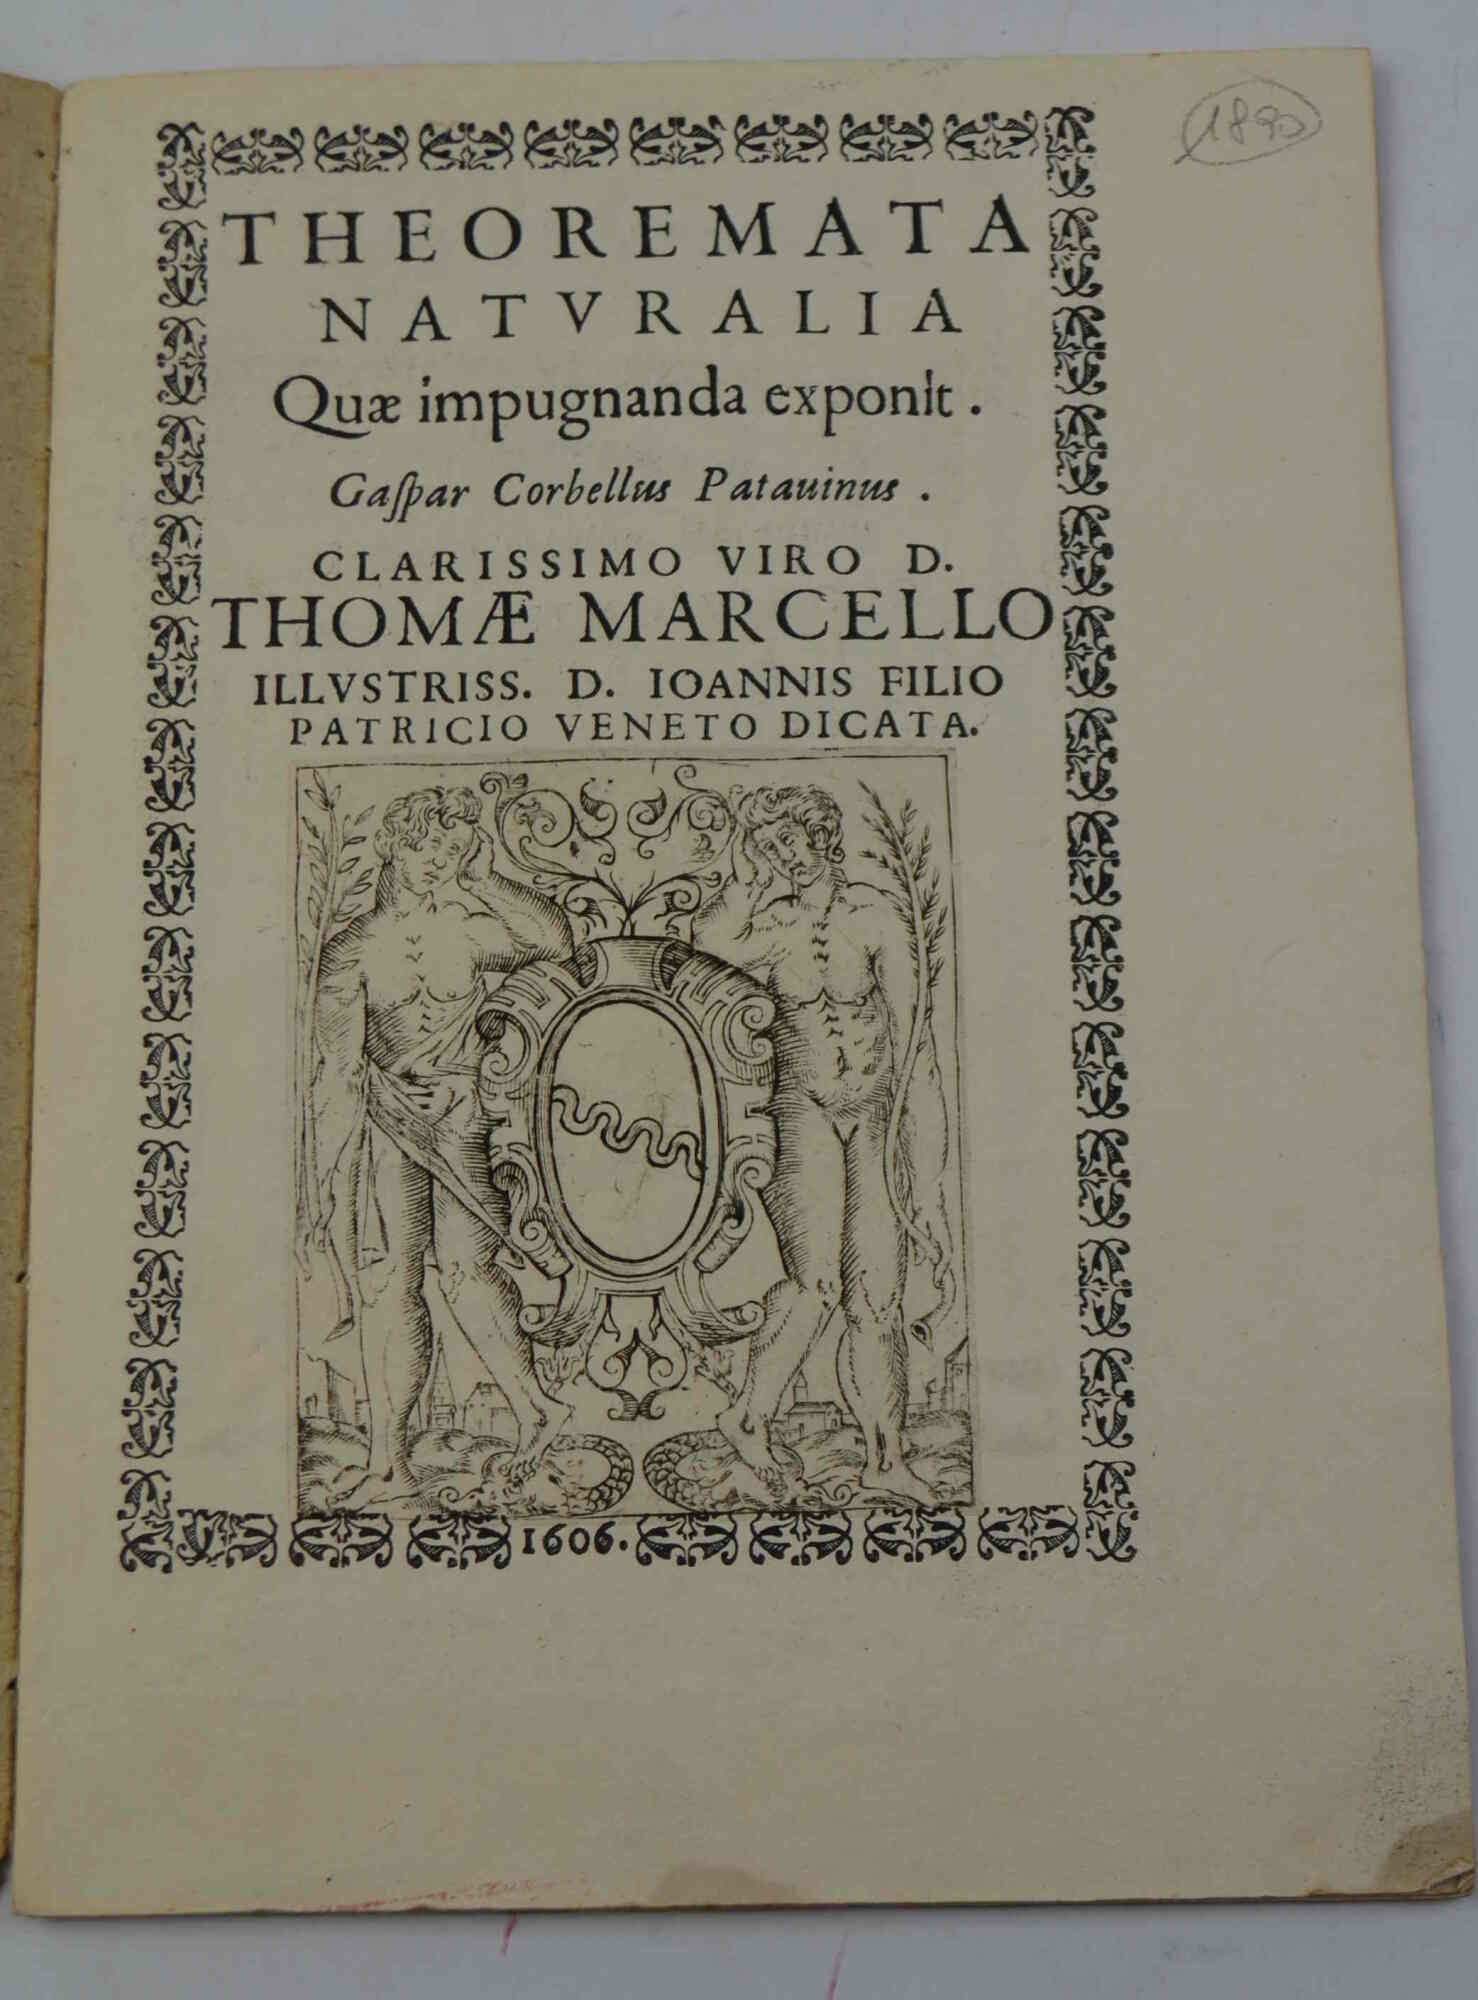 THEOREMATA
NATVRALIA
Quæ impugnanda exponit.
Gaſpar Corbellus Patauinus.
CLARISSIMO VIRO D.
THOMÆ MARCELLO
ILLVSTRISS. D. IOANNIS FILIO
PATRICIO VENETO DICATA.
1606.